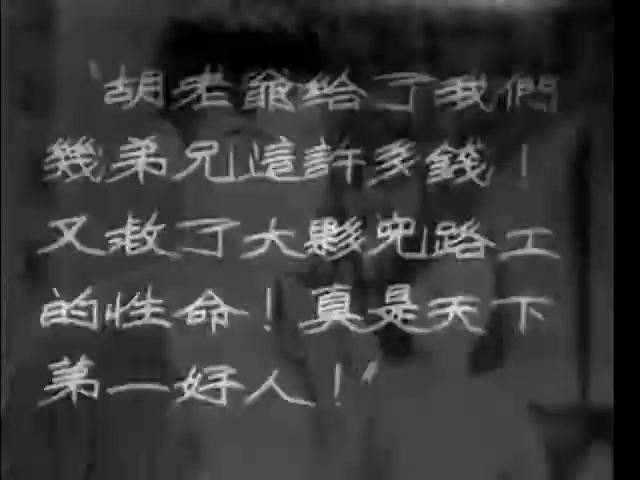 "胡老爺給了我們
幾弟兄這許多錢！
又救了大夥兒路工
的性命！真是天下
第一好人！"